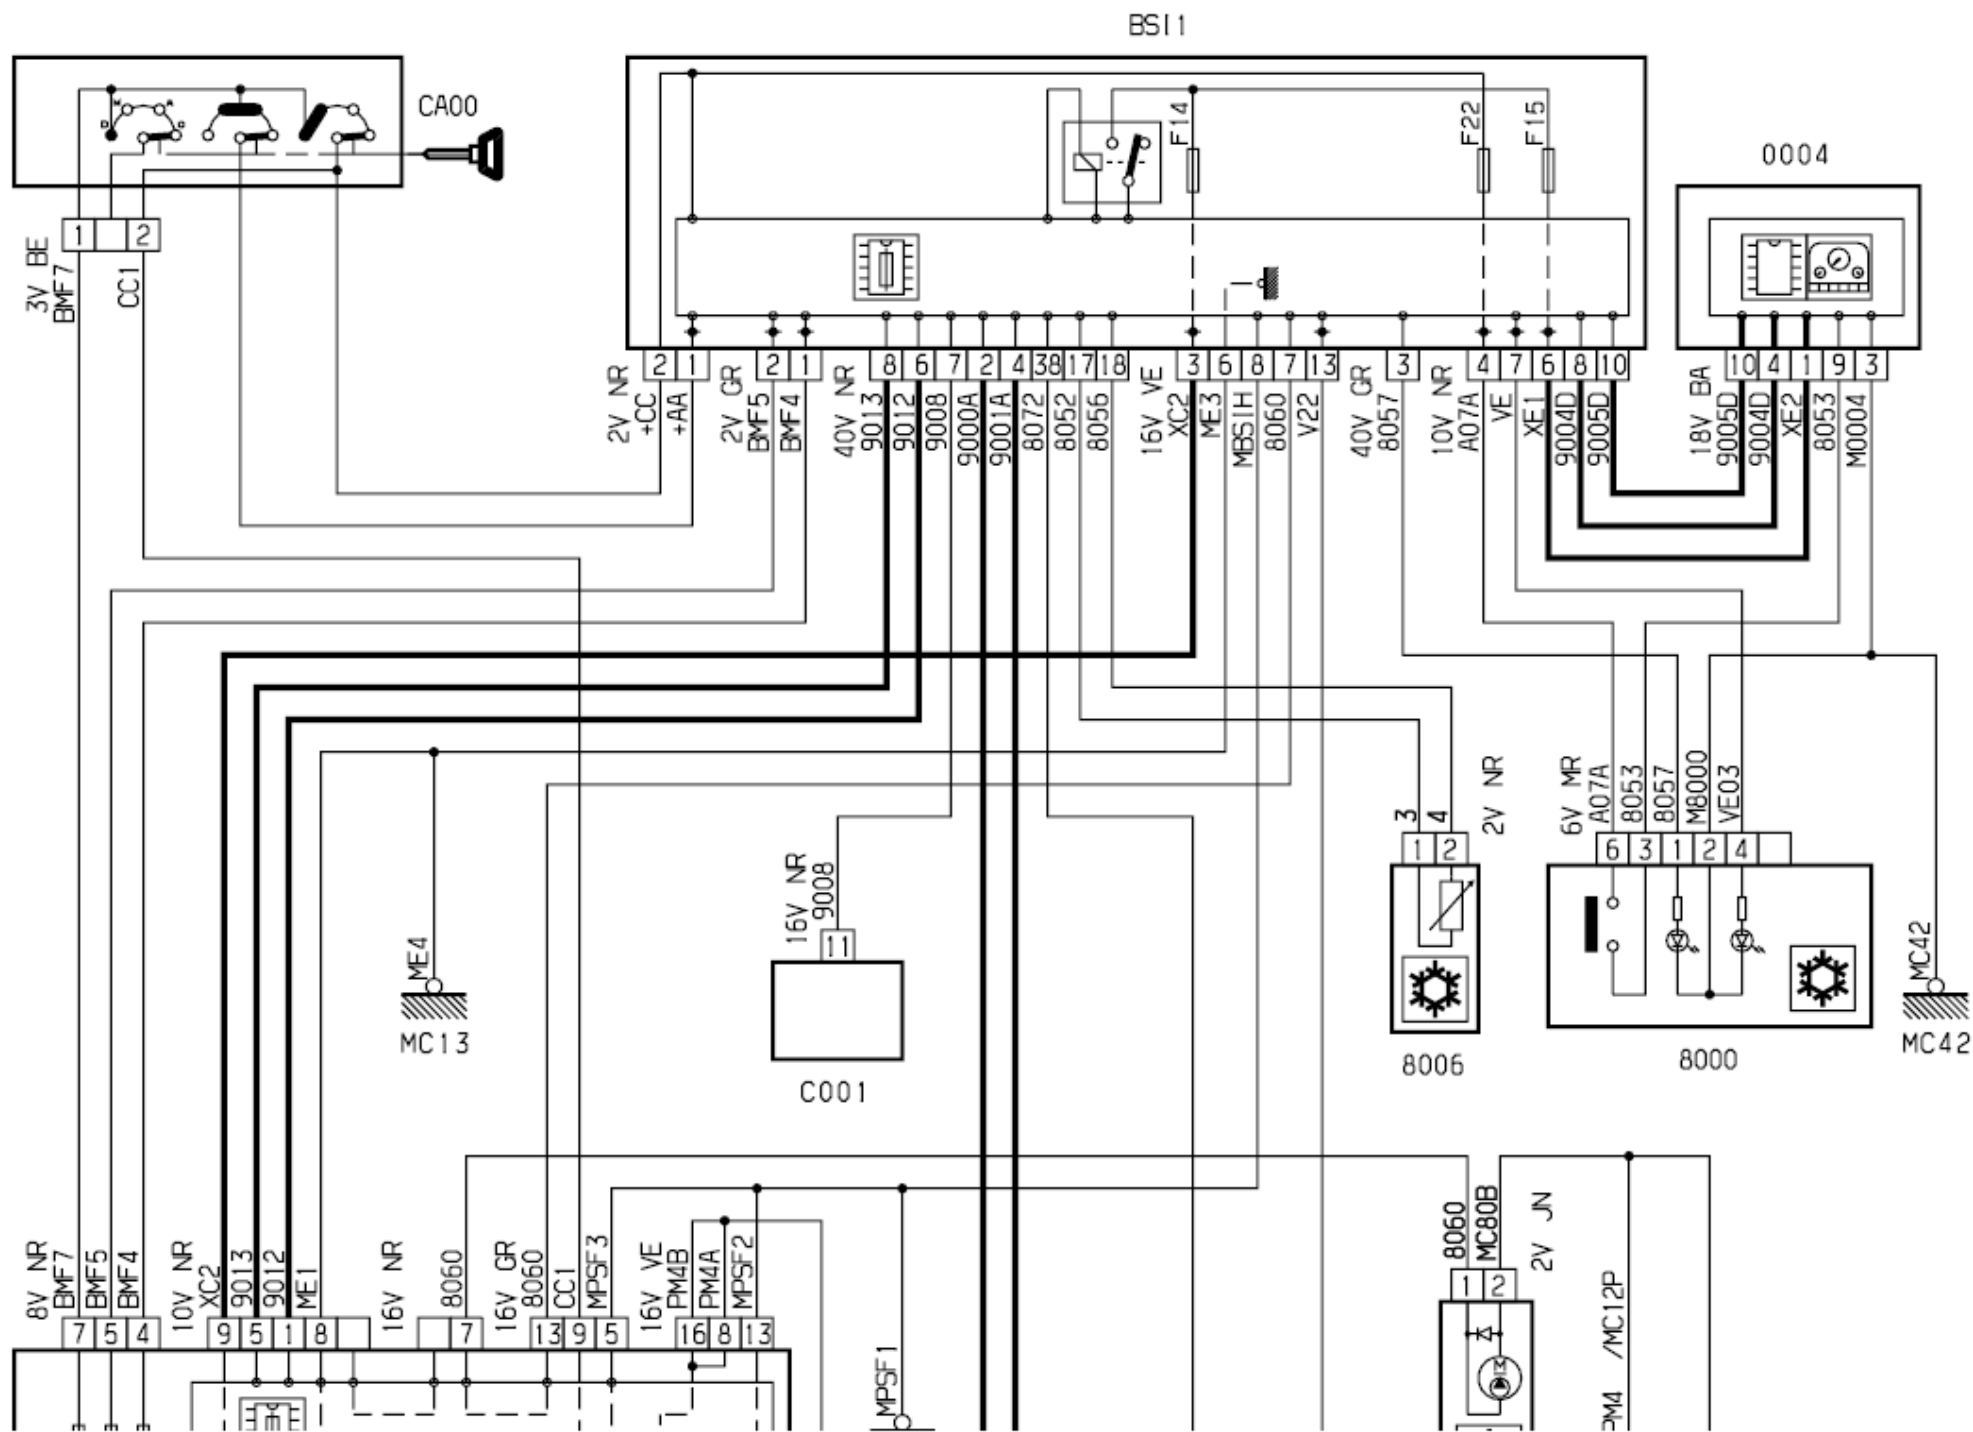 BSI1
CA00
M A
D C
F14
F22
F15
0004
1 2
3V BE
BMF7
CC1
2 1
2 1
8 6 7 2 4 38 17 18
3 6 8 7 13
3
4 7 6 8 10
10 4 1 9 3
2V NR
+CC
+AA
2V GR
BMF5
BMF4
40V NR
9013
9012
9008
9000A
9001A
8072
8052
8056
16V VE
XC2
ME3
MBSIH
8060
V22
40V GR
8057
10V NR
A07A
VE
XE1
9004D
9005D
18V BA
9005D
9004D
XE2
8053
M0004
3
4
2V NR
1 2
8006
6V MR
A07A
8053
8057
M8000
VE03
6 3 1 2 4
8000
MC42
MC42
ME4
MC13
16V NR
9008
11
C001
8V NR
BMF7
BMF5
BMF4
7 5 4
10V NR
XC2
9013
9012
ME1
9 5 1 8
16V NR
8060
7
16V GR
8060
CC1
MPSF3
13 9 5
16V VE
PM4B
PM4A
MPSF2
16 8 13
MPSF1
8060
MC80B
2V JN
1 2
M
PM4 /MC12P